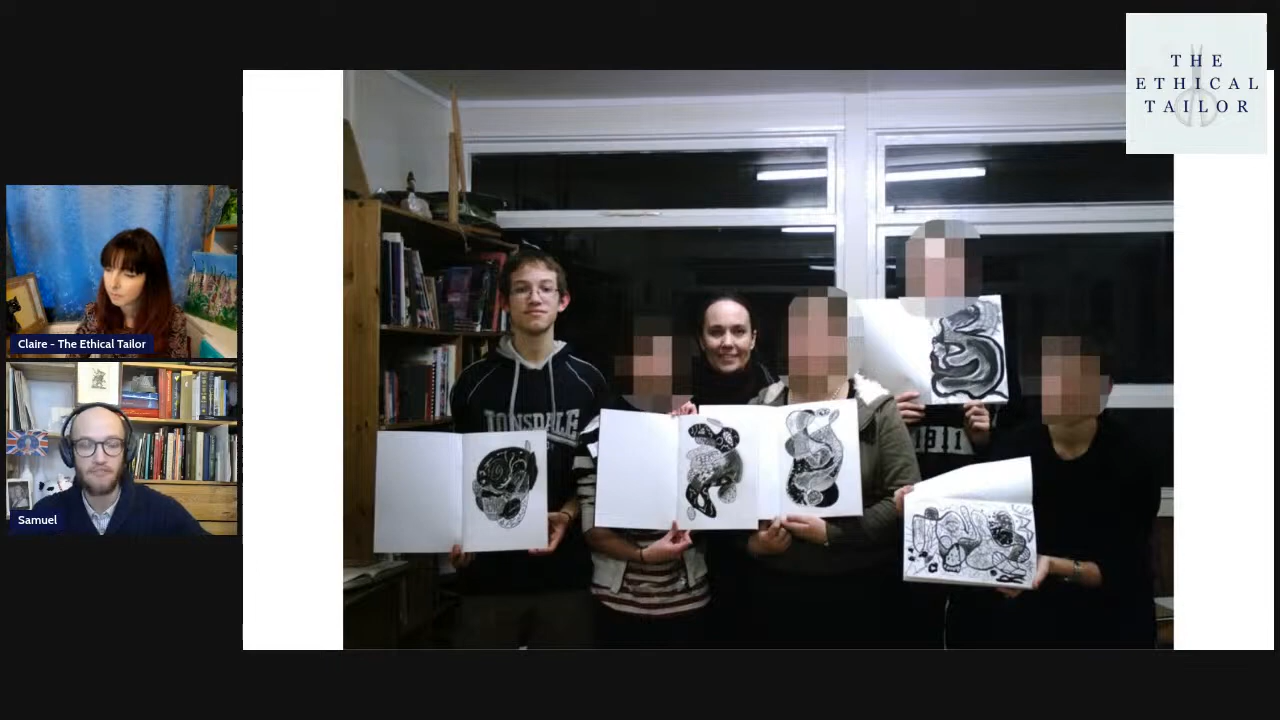 THE
ETHICAL
TAILOR
Claire - The Ethical Tailor
Samuel
LONSDALE